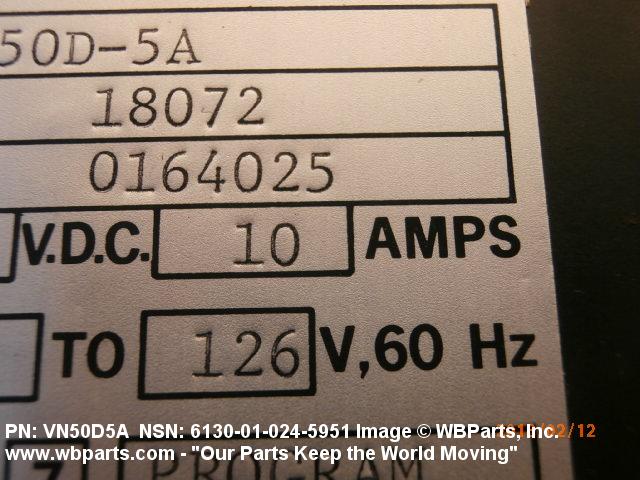 50D-5A
18072
0164025
V.D.C. 10 AMPS
TO 126 V, 60 Hz
PN: VN50D5A NSN: 6130-01-024-5951 Image © WBParts, Inc.
www.wbparts.com - "Our Parts Keep the World Moving"
PROGRAM